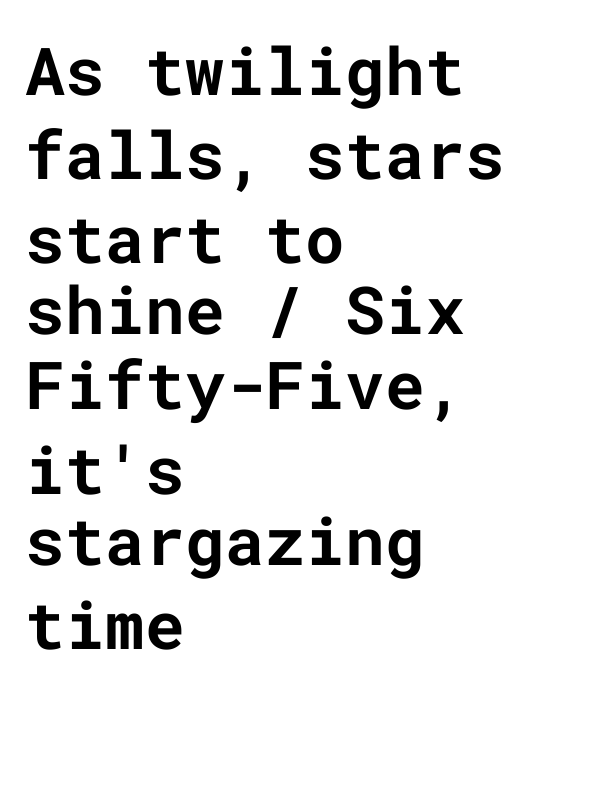 As twilight
falls, stars
start to
shine / Six
Fifty-Five,
it's
stargazing
time